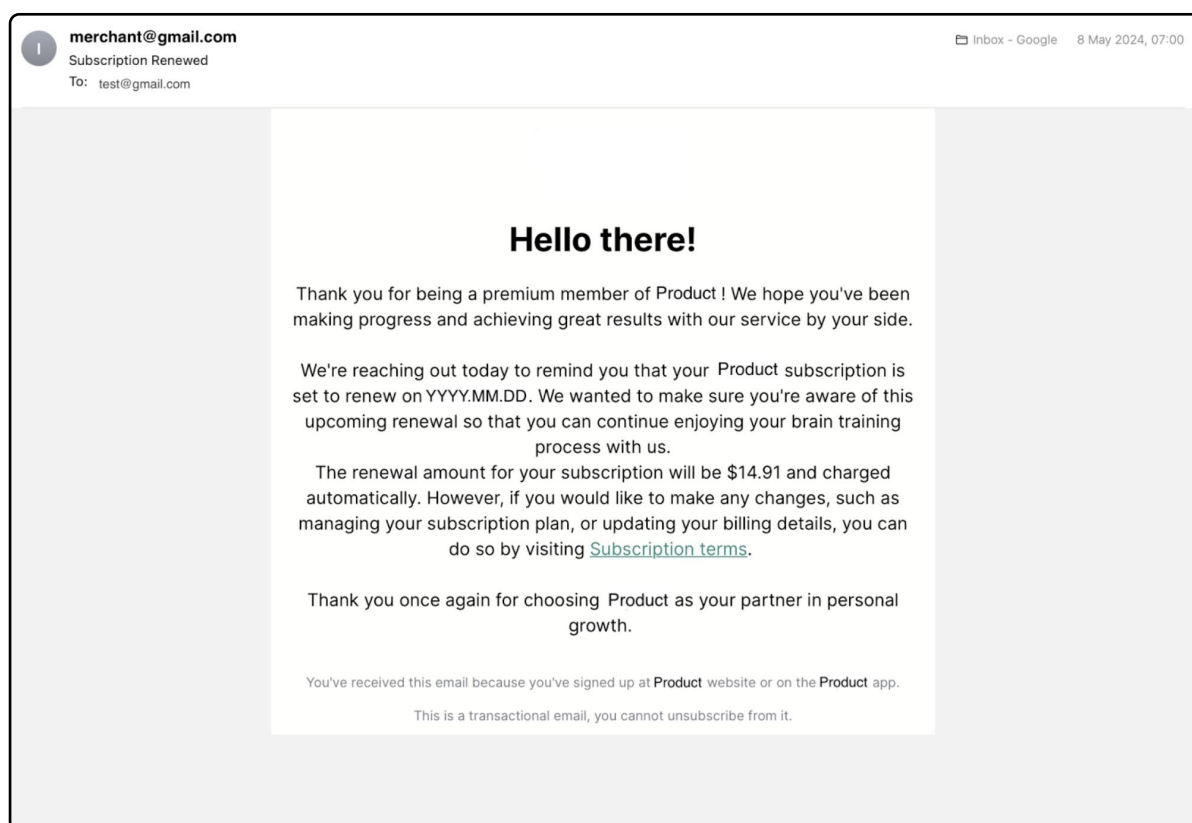 I
merchant@gmail.com
Subscription Renewed
To: test@gmail.com
Inbox - Google 8 May 2024, 07:00
Hello there!
Thank you for being a premium member of Product ! We hope you've been
making progress and achieving great results with our service by your side.
We're reaching out today to remind you that your Product subscription is
set to renew on YYYY.MM.DD. We wanted to make sure you're aware of this
upcoming renewal so that you can continue enjoying your brain training
process with us.
The renewal amount for your subscription will be $14.91 and charged
automatically. However, if you would like to make any changes, such as
managing your subscription plan, or updating your billing details, you can
do so by visiting Subscription terms.
Thank you once again for choosing Product as your partner in personal
growth.
You've received this email because you've signed up at Product website or on the Product app.
This is a transactional email, you cannot unsubscribe from it.